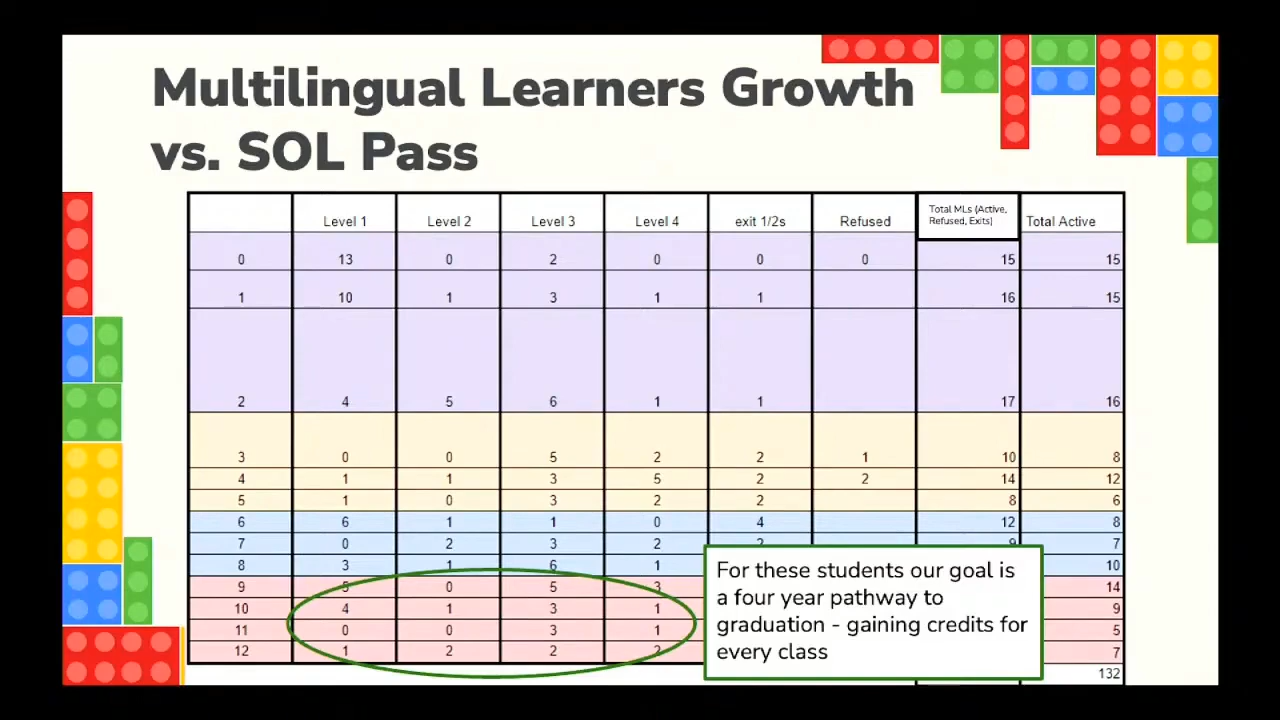 Multilingual Learners Growth
vs. SOL Pass
Level 1 Level 2 Level 3 Level 4 exit 1/2s Refused Total MLs (Active, Refused, Exits) Total Active
0 13 0 2 0 0 0 15 15
1 10 1 3 1 1 16 15
2 4 5 6 1 1 17 16
3 0 0 5 2 2 1 10 8
4 1 1 3 5 2 2 14 12
5 1 0 3 2 2 8 6
6 6 1 1 0 4 12 8
7 0 2 3 2 2 9 7
8 3 1 6 1 10
9 5 0 5 3 14
10 4 1 3 1 9
11 0 0 3 1 5
12 1 2 2 2 7
132
For these students our goal is
a four year pathway to
graduation - gaining credits for
every class